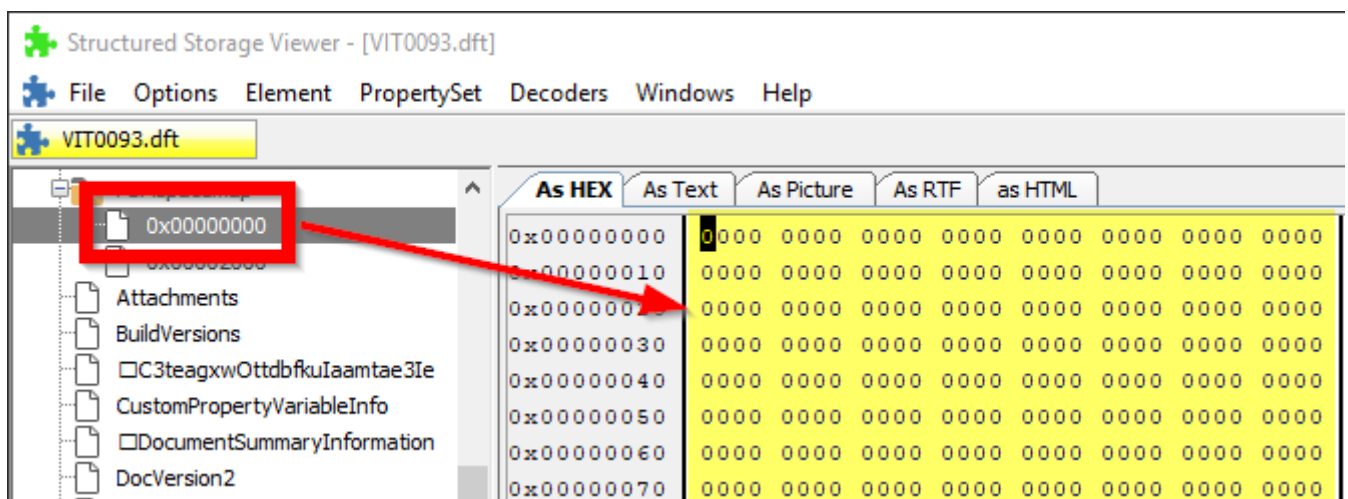 Structured Storage Viewer - [VIT0093.dft]
File Options Element PropertySet Decoders Windows Help
VIT0093.dft
0x00000000
0x00002000
Attachments
BuildVersions
□C3teagxwOttdbfkuIaamtae3Ie
CustomPropertyVariableInfo
□DocumentSummaryInformation
DocVersion2
As HEX As Text As Picture As RTF as HTML
0x00000000 0000 0000 0000 0000 0000 0000 0000 0000
0x00000010 0000 0000 0000 0000 0000 0000 0000 0000
0x00000020 0000 0000 0000 0000 0000 0000 0000 0000
0x00000030 0000 0000 0000 0000 0000 0000 0000 0000
0x00000040 0000 0000 0000 0000 0000 0000 0000 0000
0x00000050 0000 0000 0000 0000 0000 0000 0000 0000
0x00000060 0000 0000 0000 0000 0000 0000 0000 0000
0x00000070 0000 0000 0000 0000 0000 0000 0000 0000